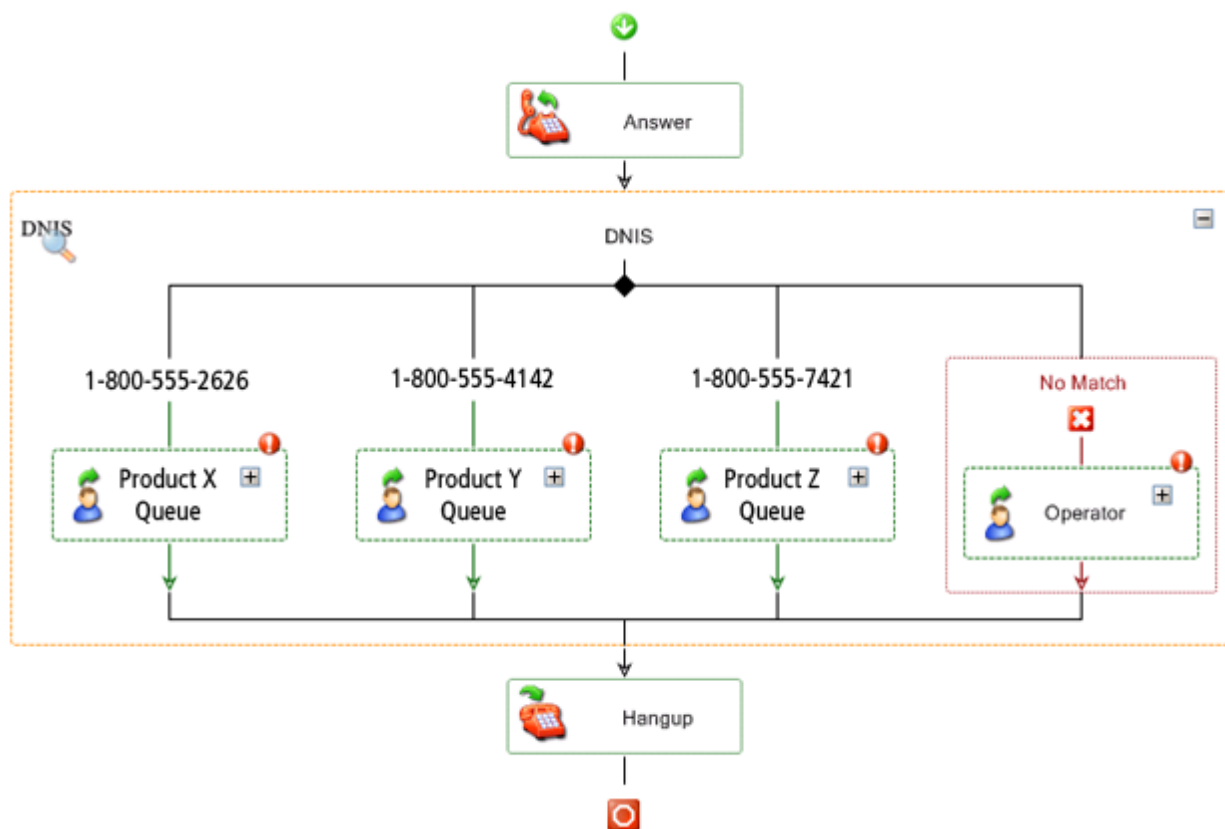 Answer
DNIS
DNIS
1-800-555-2626
1-800-555-4142
1-800-555-7421
No Match
Product X
Queue
Product Y
Queue
Product Z
Queue
Operator
Hangup